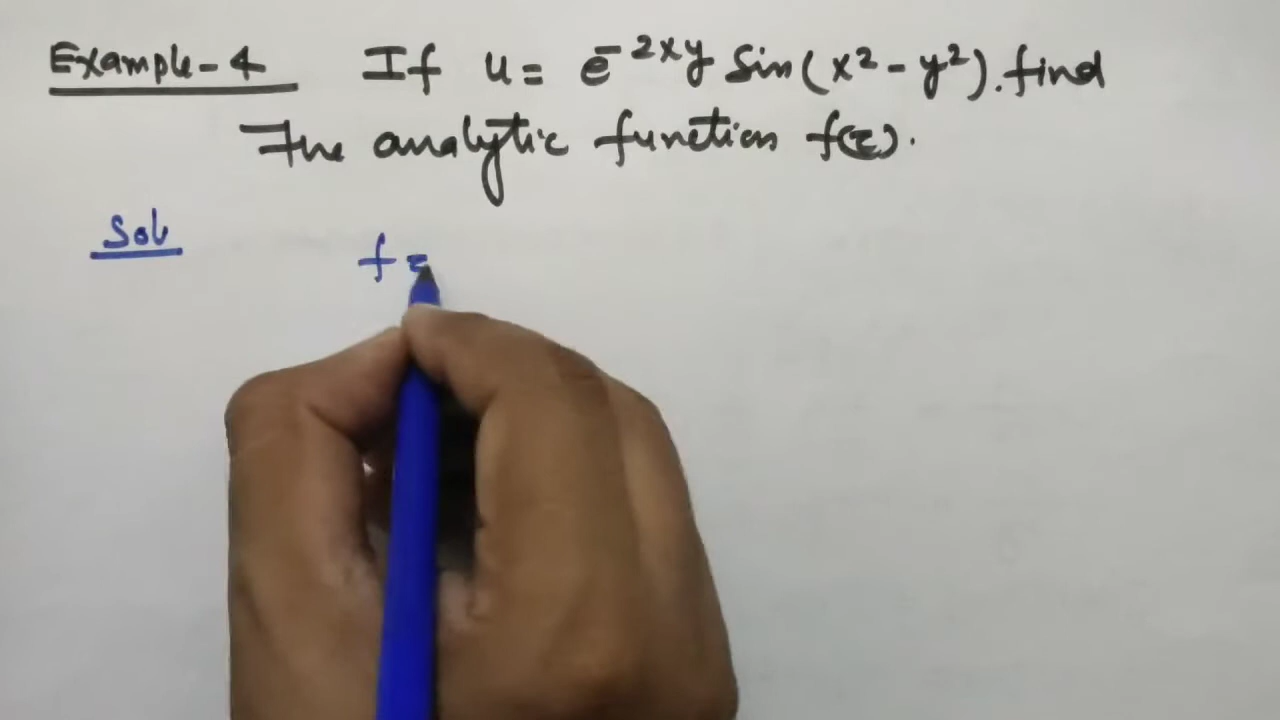 Example-4 If u = e^-2xy Sin(x²-y²). find
The analytic function f(z).
Sol
f z